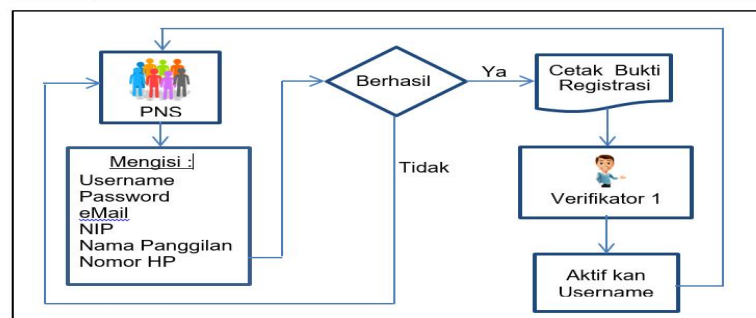 PNS
Mengisi :
Username
Password
eMail
NIP
Nama Panggilan
Nomor HP
Berhasil
Ya
Tidak
Cetak Bukti
Registrasi
Verifikator 1
Aktif kan
Username